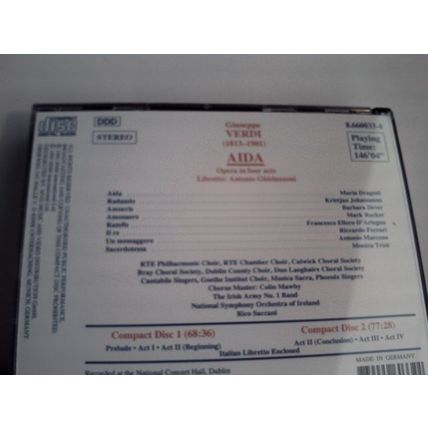 disc
DDD
STEREO
Giuseppe
VERDI
(1813-1901)
AIDA
Opera in four acts
Libretto: Antonio Ghislanzoni
8.660033-4
Playing
Time:
146'04"
Aida Maria Dragoni
Radamès Kristjan Johannsson
Amneris Barbara Dever
Amonasro Mark Rucker
Ramfis Francesco Ellero D'Artegna
Il re Riccardo Ferrari
Un messaggero Antonio Marceno
Sacerdotessa Monica Trini
RTE Philharmonic Choir, RTE Chamber Choir, Culwick Choral Society
Bray Choral Society, Dublin County Choir, Dun Laoghaire Choral Society
Cantabile Singers, Goethe Institut Choir, Musica Sacra, Phoenix Singers
Chorus Master: Colin Mawby
The Irish Army No. 1 Band
National Symphony Orchestra of Ireland
Rico Saccani
Compact Disc 1 (68:36)
Prelude • Act I • Act II (Beginning)
Compact Disc 2 (77:28)
Act II (Conclusion) • Act III • Act IV
Italian Libretto Enclosed
Recorded at the National Concert Hall, Dublin
MADE IN GERMANY